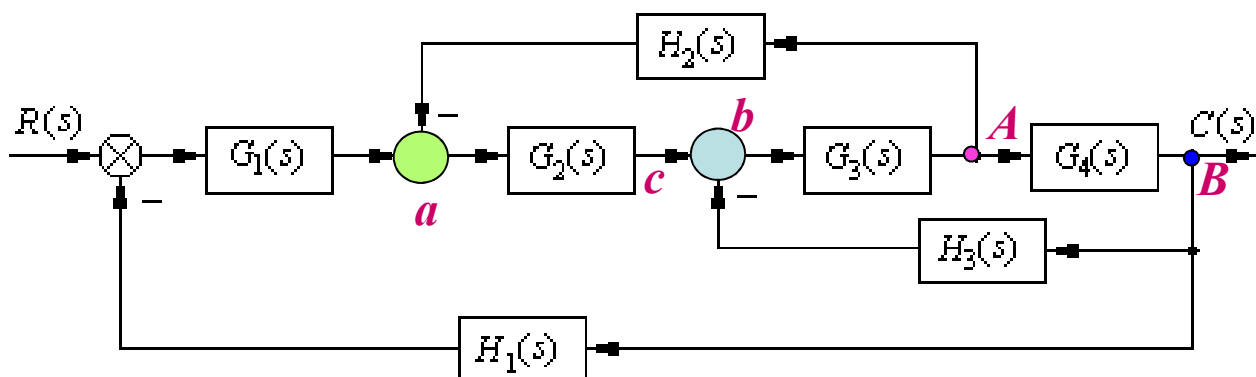 H₂(s)
−
R(s) G₁(s) a G₂(s) c b G₃(s) A G₄(s) C(s) B
− −
H₃(s)
H₁(s)